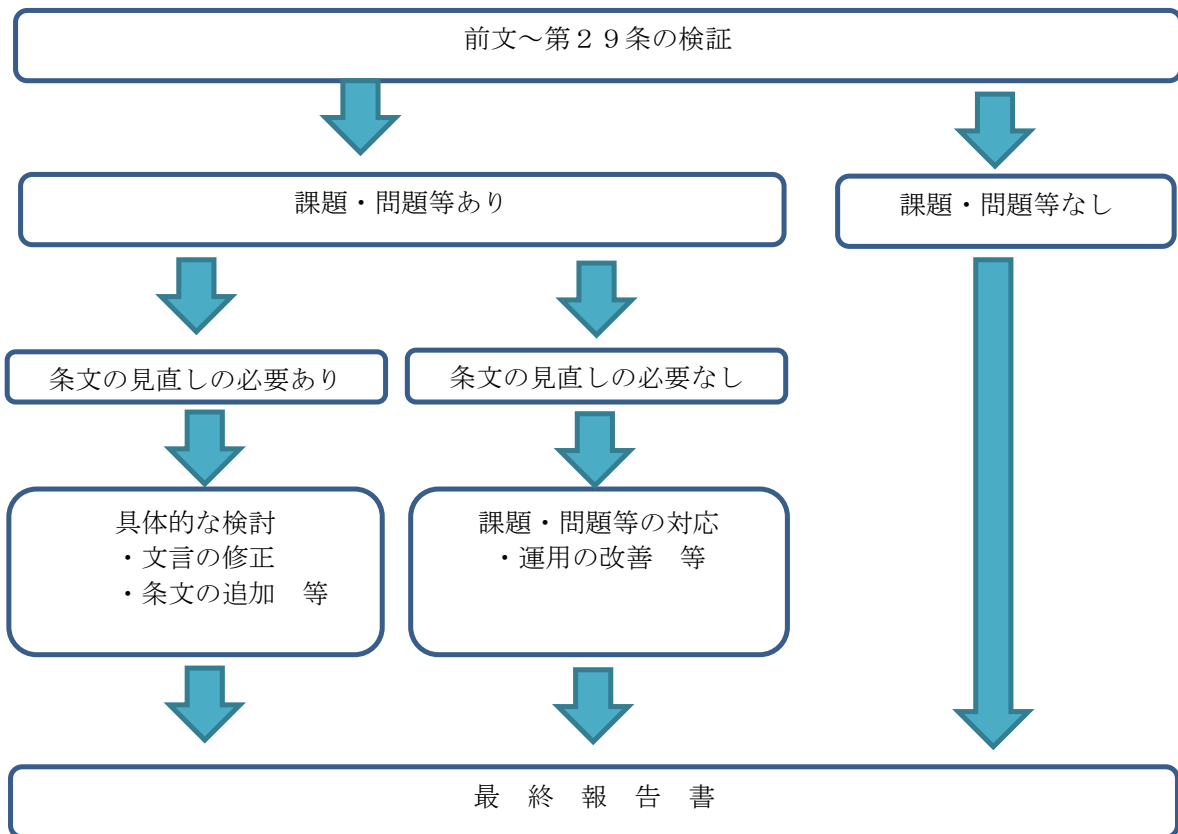 前文～第２９条の検証
課題・問題等あり
課題・問題等なし
条文の見直しの必要あり
条文の見直しの必要なし
具体的な検討
・文言の修正
・条文の追加　等
課題・問題等の対応
・運用の改善　等
最　終　報　告　書